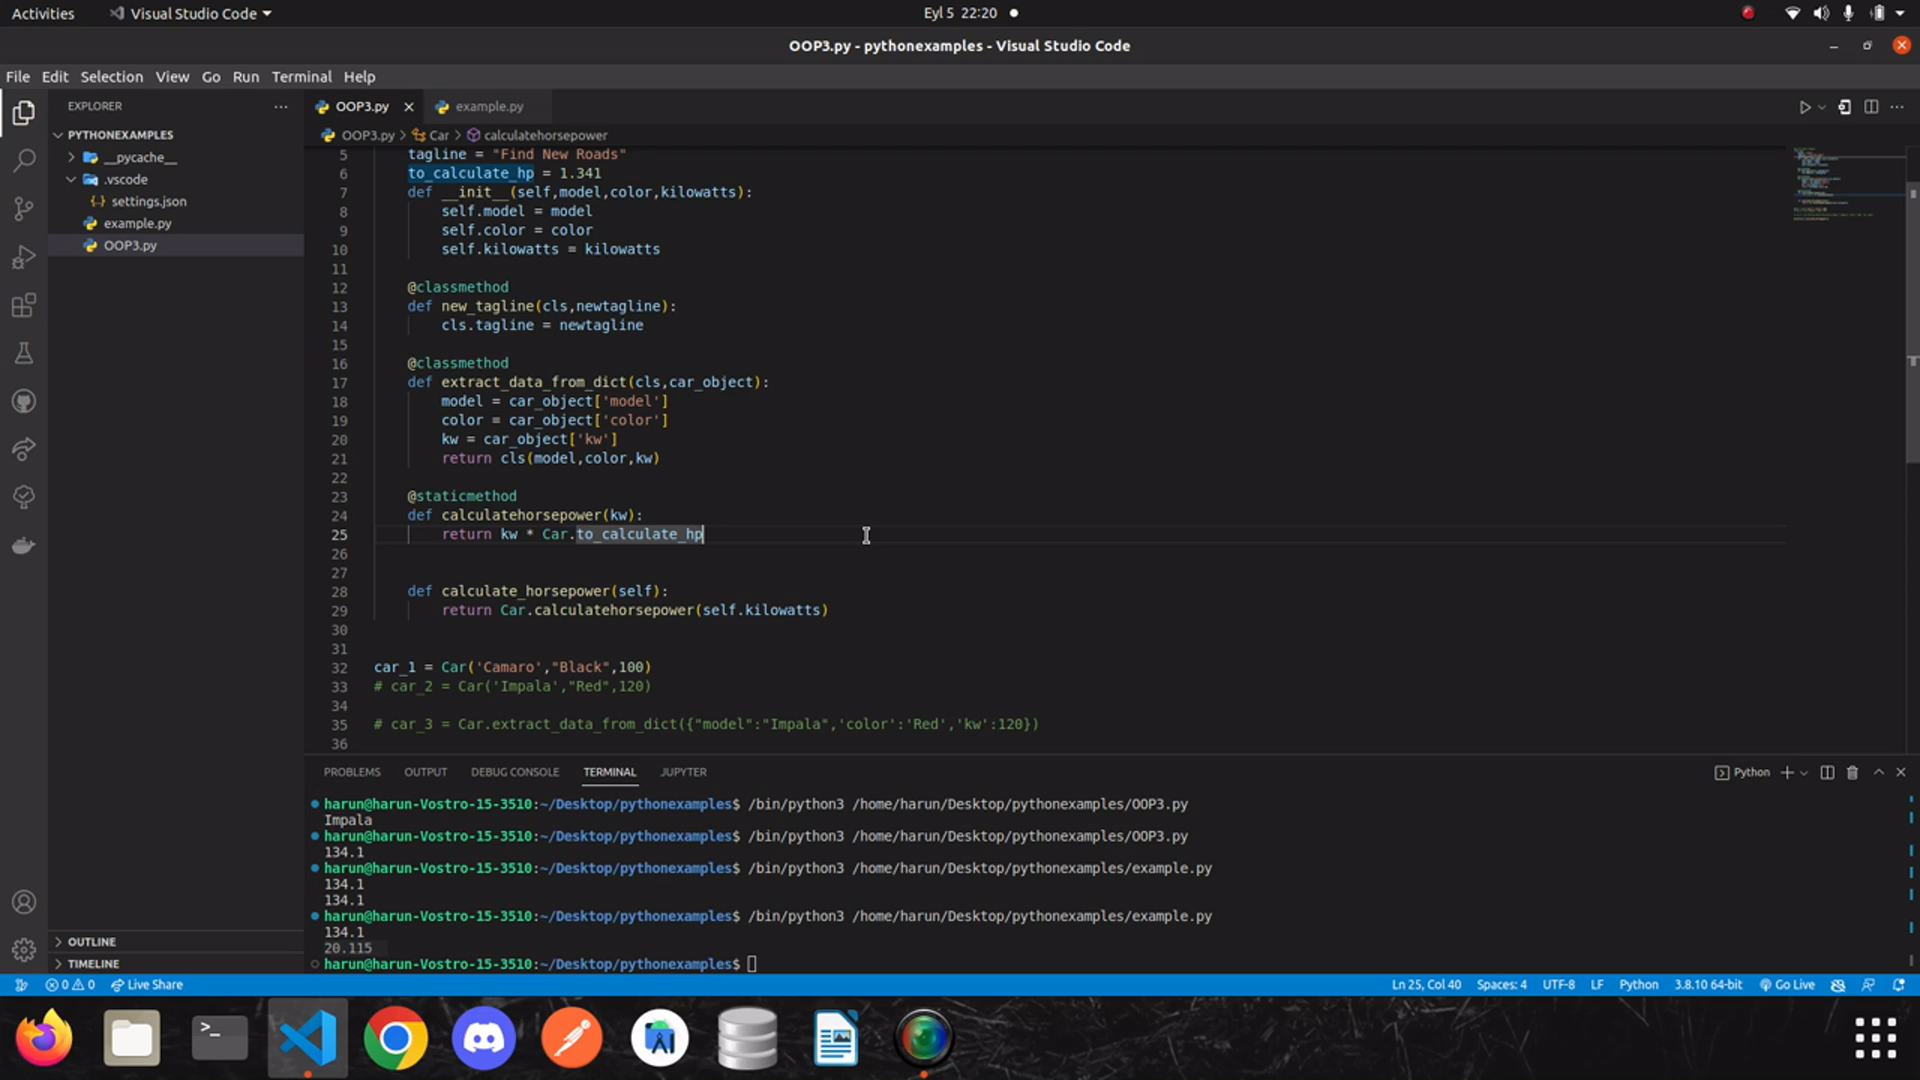 Activities
Visual Studio Code
Eyl 5 22:20
OOP3.py - pythonexamples - Visual Studio Code
File Edit Selection View Go Run Terminal Help
EXPLORER
OOP3.py
example.py
PYTHONEXAMPLES
OOP3.py > Car > calculatehorsepower
__pycache__
.vscode
settings.json
example.py
OOP3.py
5 tagline = "Find New Roads"
6 to_calculate_hp = 1.341
7 def __init__(self,model,color,kilowatts):
8 self.model = model
9 self.color = color
10 self.kilowatts = kilowatts
11
12 @classmethod
13 def new_tagline(cls,newtagline):
14 cls.tagline = newtagline
15
16 @classmethod
17 def extract_data_from_dict(cls,car_object):
18 model = car_object['model']
19 color = car_object['color']
20 kw = car_object['kw']
21 return cls(model,color,kw)
22
23 @staticmethod
24 def calculatehorsepower(kw):
25 return kw * Car.to_calculate_hp
26
27
28 def calculate_horsepower(self):
29 return Car.calculatehorsepower(self.kilowatts)
30
31
32 car_1 = Car('Camaro',"Black",100)
33 # car_2 = Car('Impala',"Red",120)
34
35 # car_3 = Car.extract_data_from_dict({"model":"Impala",'color':'Red','kw':120})
36
PROBLEMS OUTPUT DEBUG CONSOLE TERMINAL JUPYTER
Python
harun@harun-Vostro-15-3510:~/Desktop/pythonexamples$ /bin/python3 /home/harun/Desktop/pythonexamples/OOP3.py
Impala
harun@harun-Vostro-15-3510:~/Desktop/pythonexamples$ /bin/python3 /home/harun/Desktop/pythonexamples/OOP3.py
134.1
harun@harun-Vostro-15-3510:~/Desktop/pythonexamples$ /bin/python3 /home/harun/Desktop/pythonexamples/example.py
134.1
134.1
harun@harun-Vostro-15-3510:~/Desktop/pythonexamples$ /bin/python3 /home/harun/Desktop/pythonexamples/example.py
134.1
20.115
harun@harun-Vostro-15-3510:~/Desktop/pythonexamples$
OUTLINE
TIMELINE
0 0 Live Share
Ln 25, Col 40 Spaces: 4 UTF-8 LF Python 3.8.10 64-bit Go Live